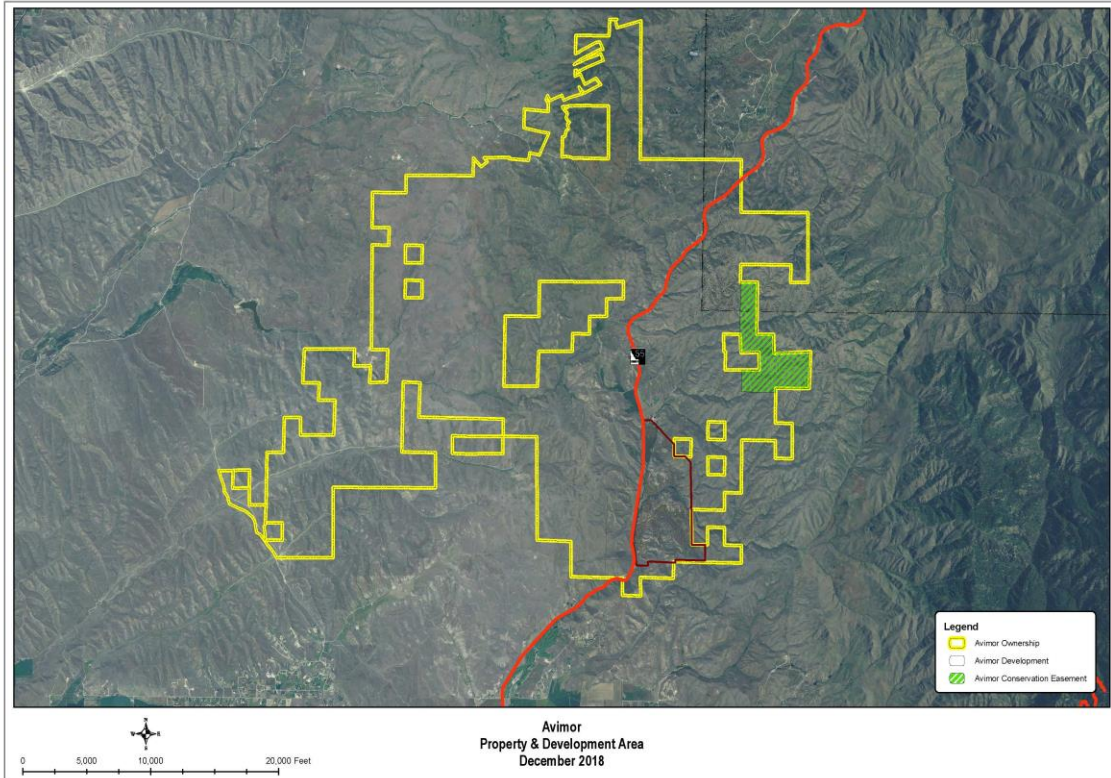 55
Legend
Avimor Ownership
Avimor Development
Avimor Conservation Easement
N
W E
S
Avimor
Property & Development Area
December 2018
0 5,000 10,000 20,000 Feet